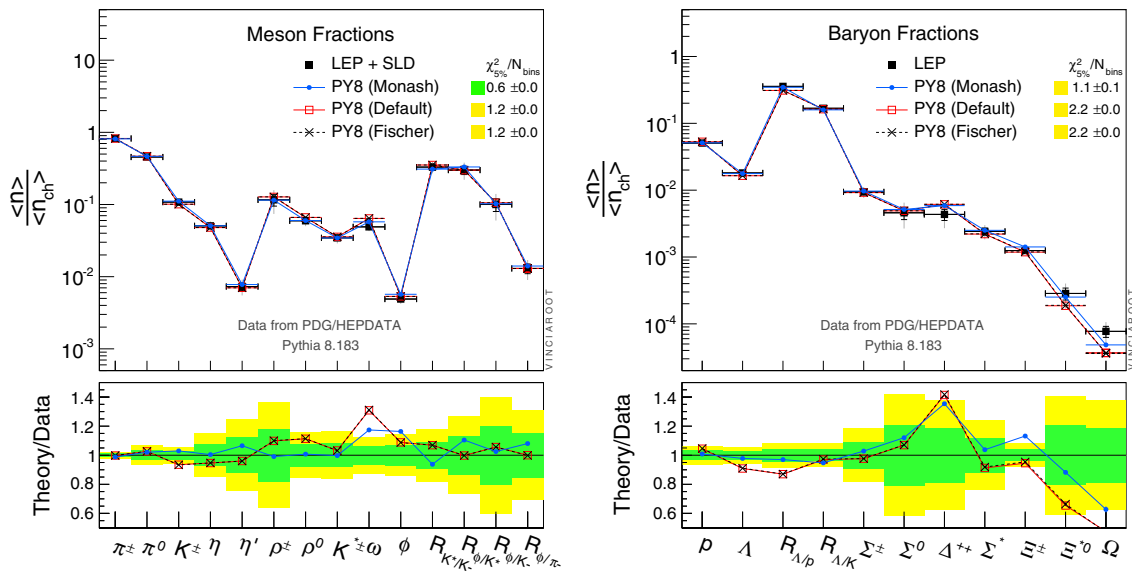 Meson Fractions
LEP + SLD
PY8 (Monash)
PY8 (Default)
PY8 (Fischer)
χ²5%/Nbins
0.6 ±0.0
1.2 ±0.0
1.2 ±0.0
<n>
<nch>
10
1
10⁻¹
10⁻²
10⁻³
Data from PDG/HEPDATA
Pythia 8.183
VINCIAROOT
Theory/Data
1.4
1.2
1
0.8
0.6
π± π⁰ K± η η' ρ± ρ⁰ K*± ω ϕ R K*/K- R ϕ/K* R ϕ/K- R ϕ/π-
Baryon Fractions
LEP
PY8 (Monash)
PY8 (Default)
PY8 (Fischer)
χ²5%/Nbins
1.1 ±0.1
2.2 ±0.0
2.2 ±0.0
<n>
<nch>
1
10⁻¹
10⁻²
10⁻³
10⁻⁴
Data from PDG/HEPDATA
Pythia 8.183
VINCIAROOT
Theory/Data
1.4
1.2
1
0.8
0.6
p Λ R Λ/p R Λ/K Σ± Σ⁰ Δ⁺⁺ Σ* Ξ± Ξ*⁰ Ω